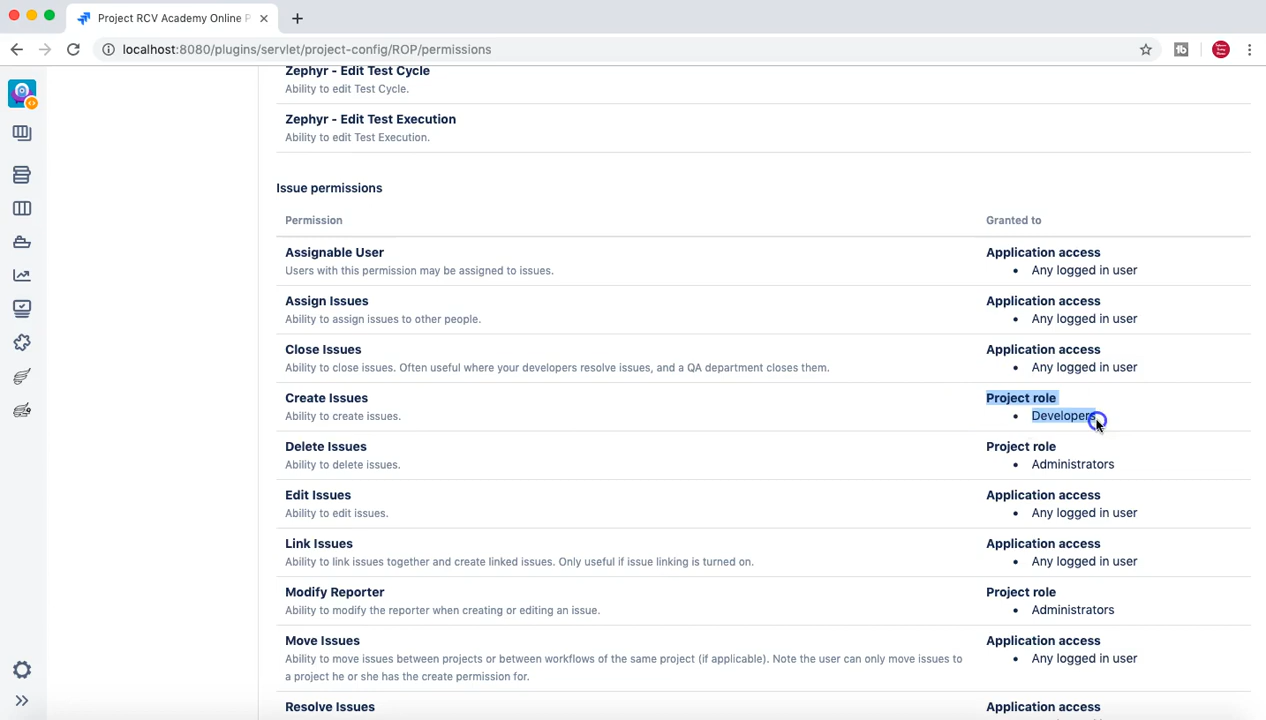 Project RCV Academy Online P
localhost:8080/plugins/servlet/project-config/ROP/permissions
Zephyr - Edit Test Cycle
Ability to edit Test Cycle.
Zephyr - Edit Test Execution
Ability to edit Test Execution.
Issue permissions
Permission Granted to
Assignable User Application access
Users with this permission may be assigned to issues. • Any logged in user
Assign Issues Application access
Ability to assign issues to other people. • Any logged in user
Close Issues Application access
Ability to close issues. Often useful where your developers resolve issues, and a QA department closes them. • Any logged in user
Create Issues Project role
Ability to create issues. • Developers
Delete Issues Project role
Ability to delete issues. • Administrators
Edit Issues Application access
Ability to edit issues. • Any logged in user
Link Issues Application access
Ability to link issues together and create linked issues. Only useful if issue linking is turned on. • Any logged in user
Modify Reporter Project role
Ability to modify the reporter when creating or editing an issue. • Administrators
Move Issues Application access
Ability to move issues between projects or between workflows of the same project (if applicable). Note the user can only move issues to • Any logged in user
a project he or she has the create permission for.
Resolve Issues Application access